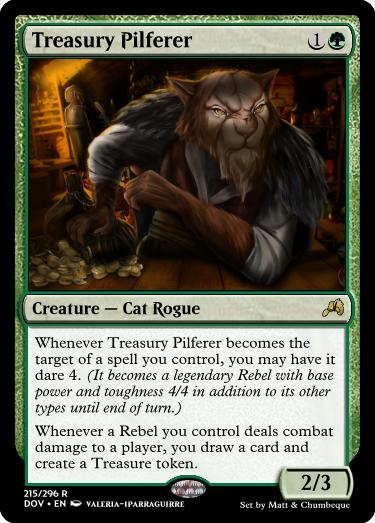 Treasury Pilferer 1
Creature — Cat Rogue
Whenever Treasury Pilferer becomes the
target of a spell you control, you may have it
dare 4. (It becomes a legendary Rebel with base
power and toughness 4/4 in addition to its other
types until end of turn.)
Whenever a Rebel you control deals combat
damage to a player, you draw a card and
create a Treasure token.
2/3
215/296 R
DOV • EN VALERIA-IPARRAGUIRRE
Set by Matt & Chumbeque